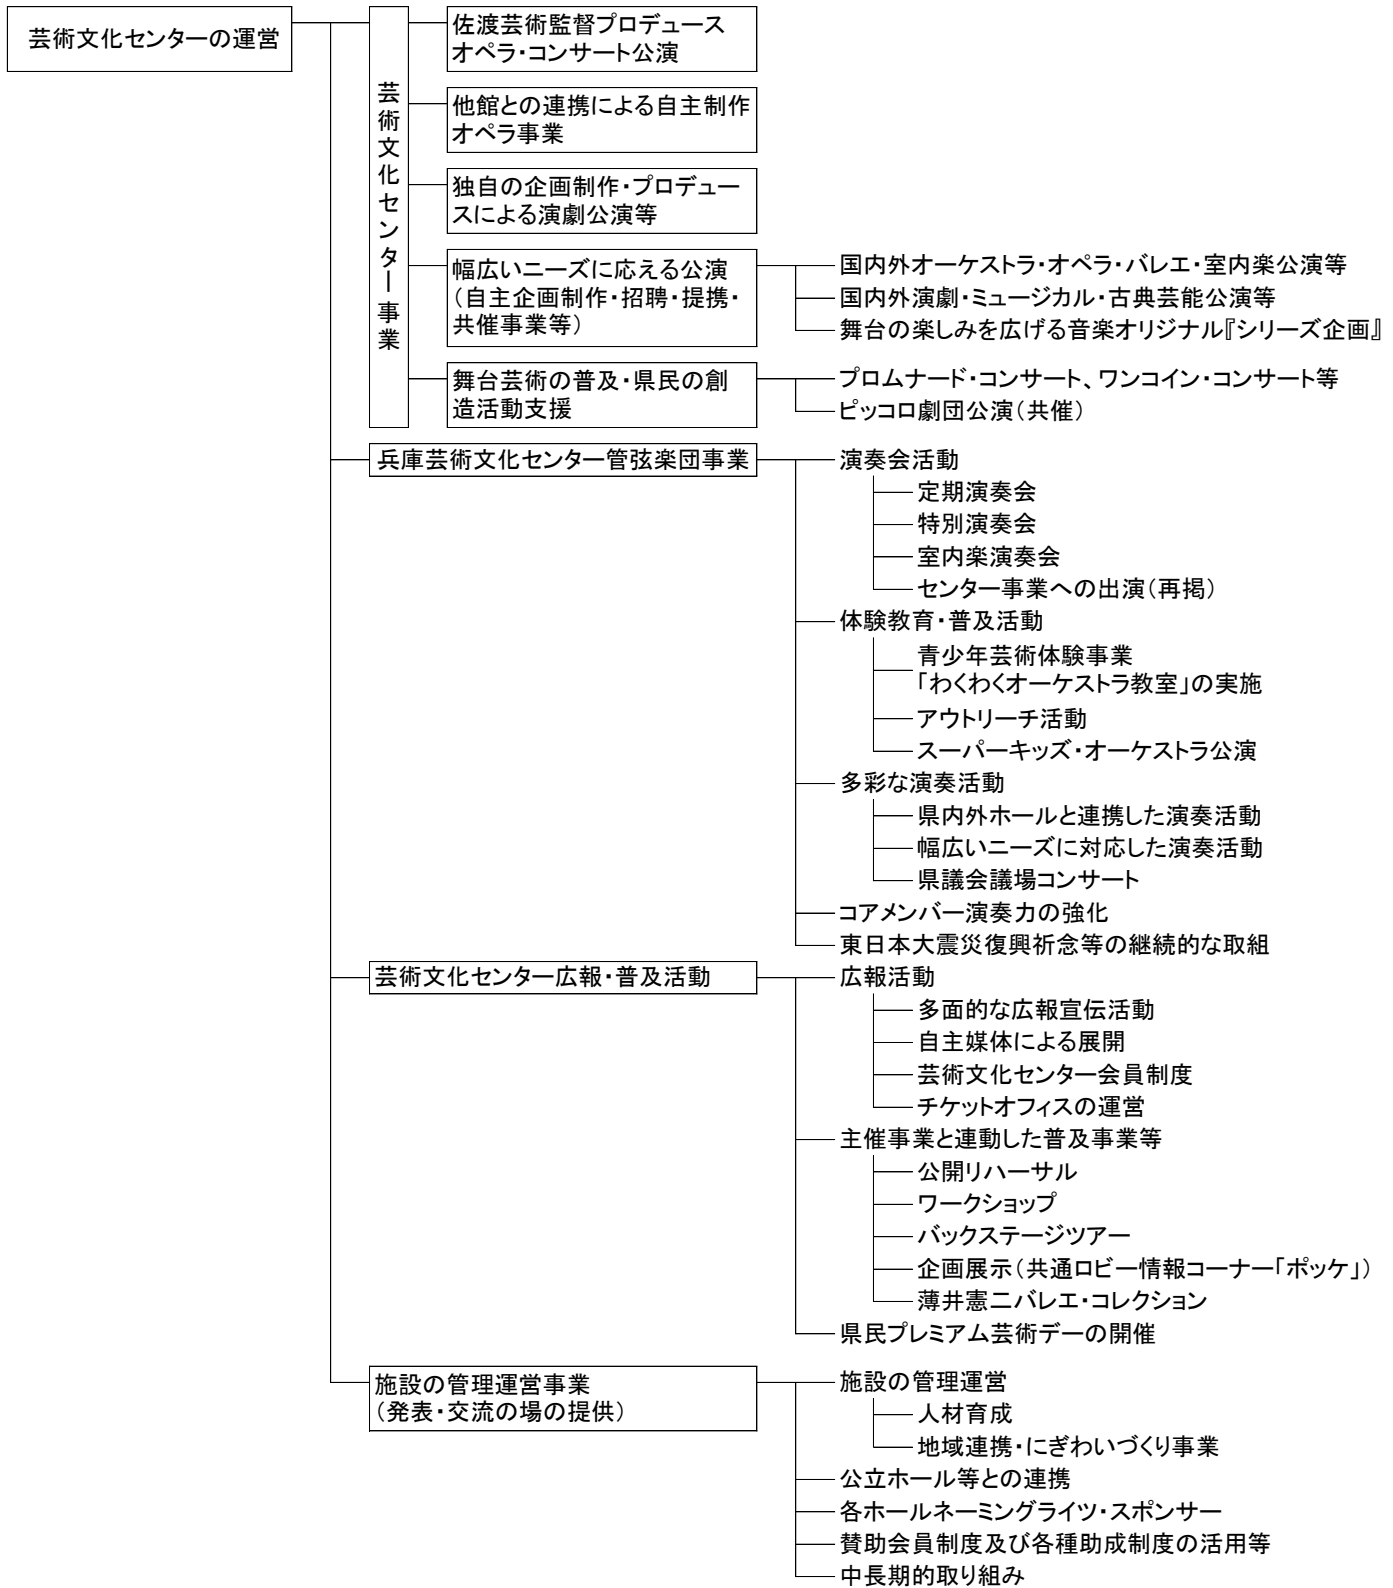 芸術文化センターの運営
芸術文化センター事業
佐渡芸術監督プロデュース
オペラ・コンサート公演
他館との連携による自主制作
オペラ事業
独自の企画制作・プロデュー
スによる演劇公演等
幅広いニーズに応える公演
（自主企画制作・招聘・提携・
共催事業等）
国内外オーケストラ・オペラ・バレエ・室内楽公演等
国内外演劇・ミュージカル・古典芸能公演等
舞台の楽しみを広げる音楽オリジナル『シリーズ企画』
舞台芸術の普及・県民の創
造活動支援
プロムナード・コンサート、ワンコイン・コンサート等
ピッコロ劇団公演（共催）
兵庫芸術文化センター管弦楽団事業
演奏会活動
定期演奏会
特別演奏会
室内楽演奏会
センター事業への出演（再掲）
体験教育・普及活動
青少年芸術体験事業
「わくわくオーケストラ教室」の実施
アウトリーチ活動
スーパーキッズ・オーケストラ公演
多彩な演奏活動
県内外ホールと連携した演奏活動
幅広いニーズに対応した演奏活動
県議会議場コンサート
コアメンバー演奏力の強化
東日本大震災復興祈念等の継続的な取組
芸術文化センター広報・普及活動
広報活動
多面的な広報宣伝活動
自主媒体による展開
芸術文化センター会員制度
チケットオフィスの運営
主催事業と連動した普及事業等
公開リハーサル
ワークショップ
バックステージツアー
企画展示（共通ロビー情報コーナー「ポッケ」）
薄井憲二バレエ・コレクション
県民プレミアム芸術デーの開催
施設の管理運営事業
（発表・交流の場の提供）
施設の管理運営
人材育成
地域連携・にぎわいづくり事業
公立ホール等との連携
各ホールネーミングライツ・スポンサー
賛助会員制度及び各種助成制度の活用等
中長期的取り組み